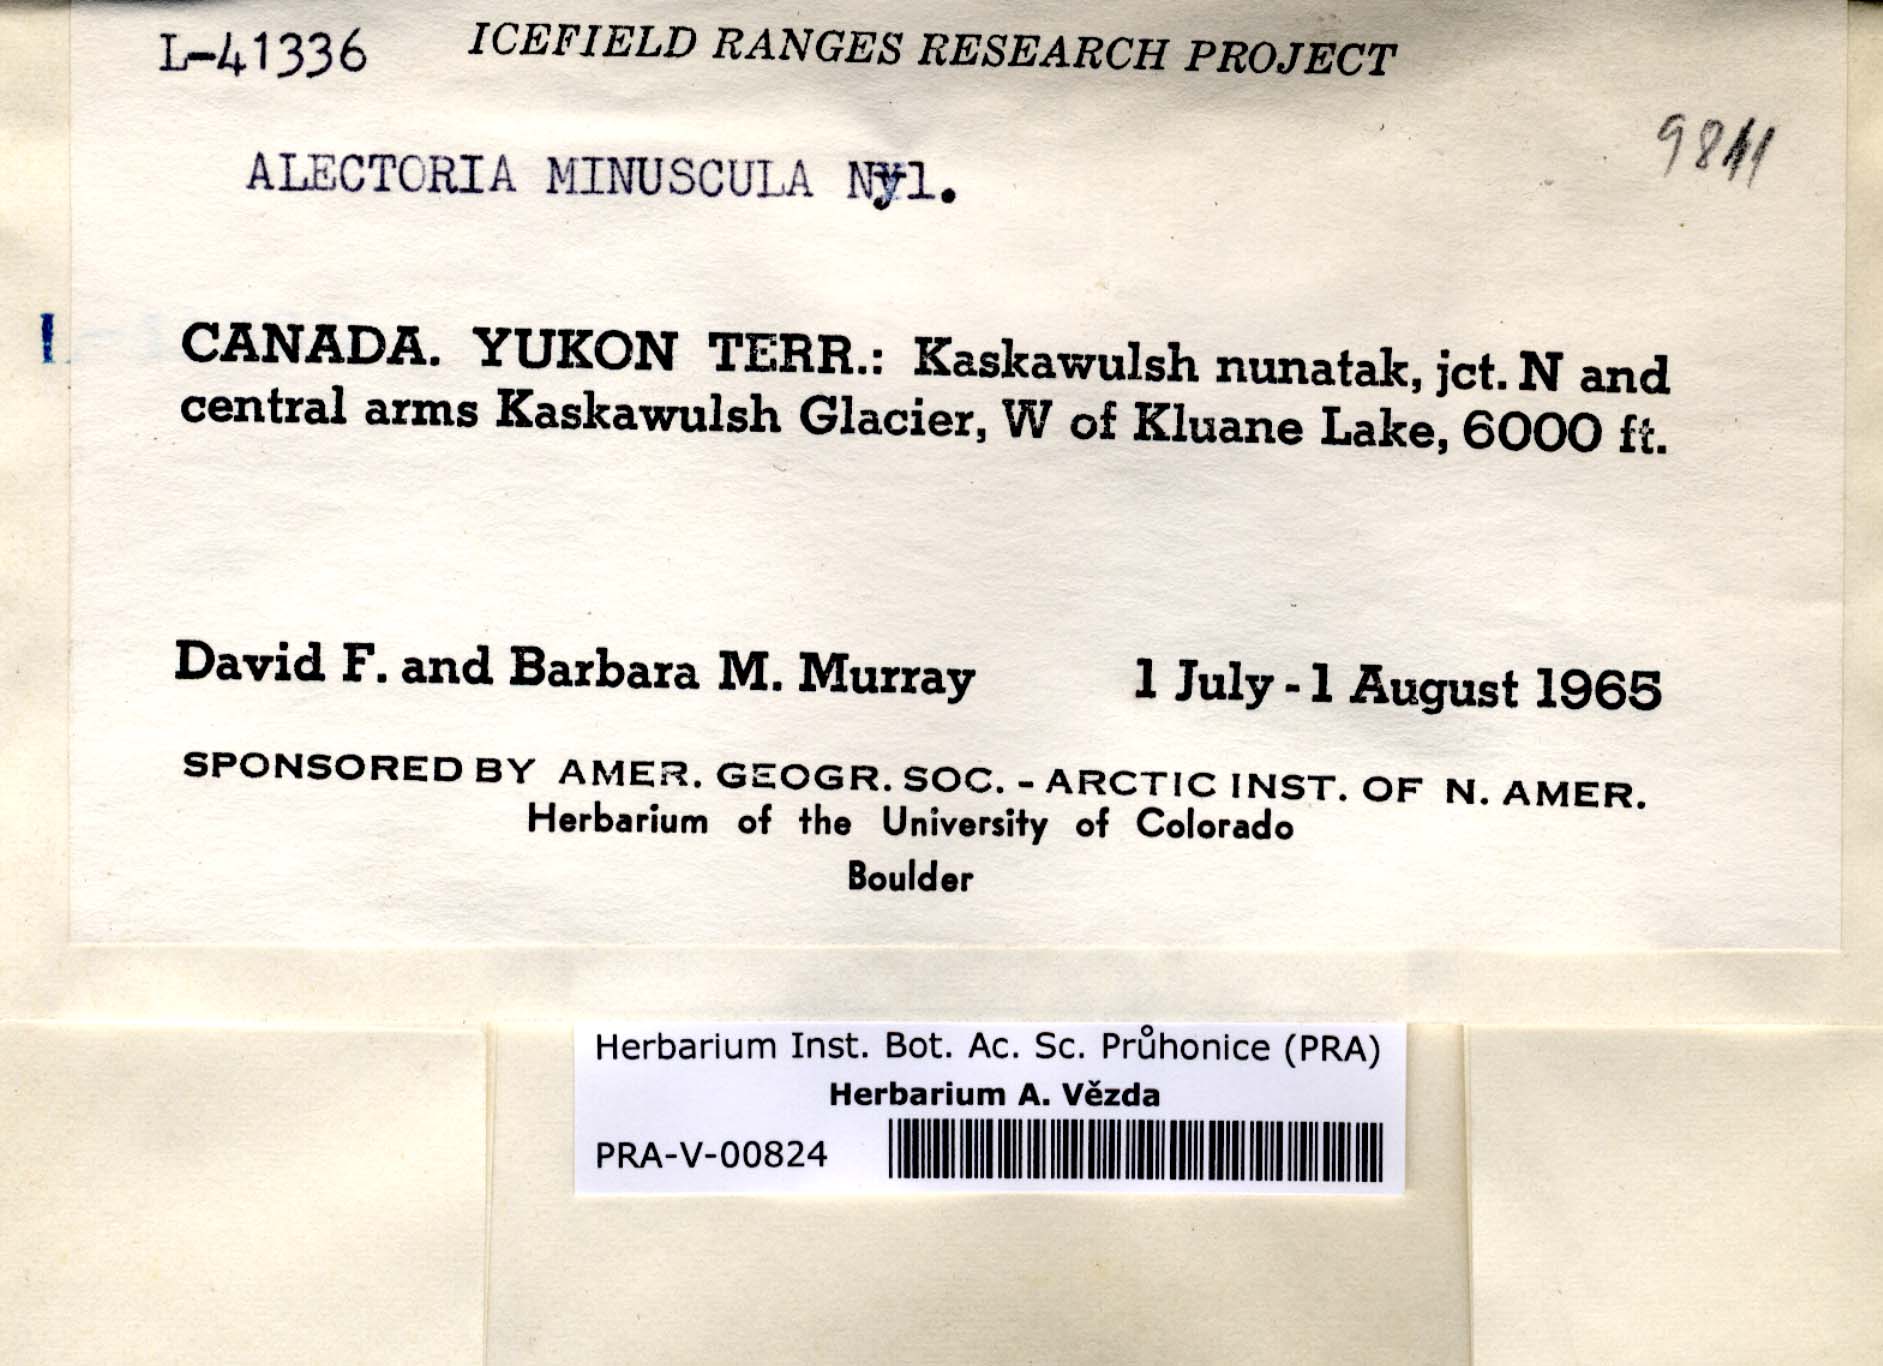 L-41336 ICEFIELD RANGES RESEARCH PROJECT
ALECTORIA MINUSCULA Nyl.
CANADA. YUKON TERR.: Kaskawulsh nunatak, jct. N and
central arms Kaskawulsh Glacier, W of Kluane Lake, 6000 ft.
David F. and Barbara M. Murray 1 July - 1 August 1965
SPONSORED BY AMER. GEOGR. SOC. - ARCTIC INST. OF N. AMER.
Herbarium of the University of Colorado
Boulder
Herbarium Inst. Bot. Ac. Sc. Průhonice (PRA)
Herbarium A. Vězda
PRA-V-00824